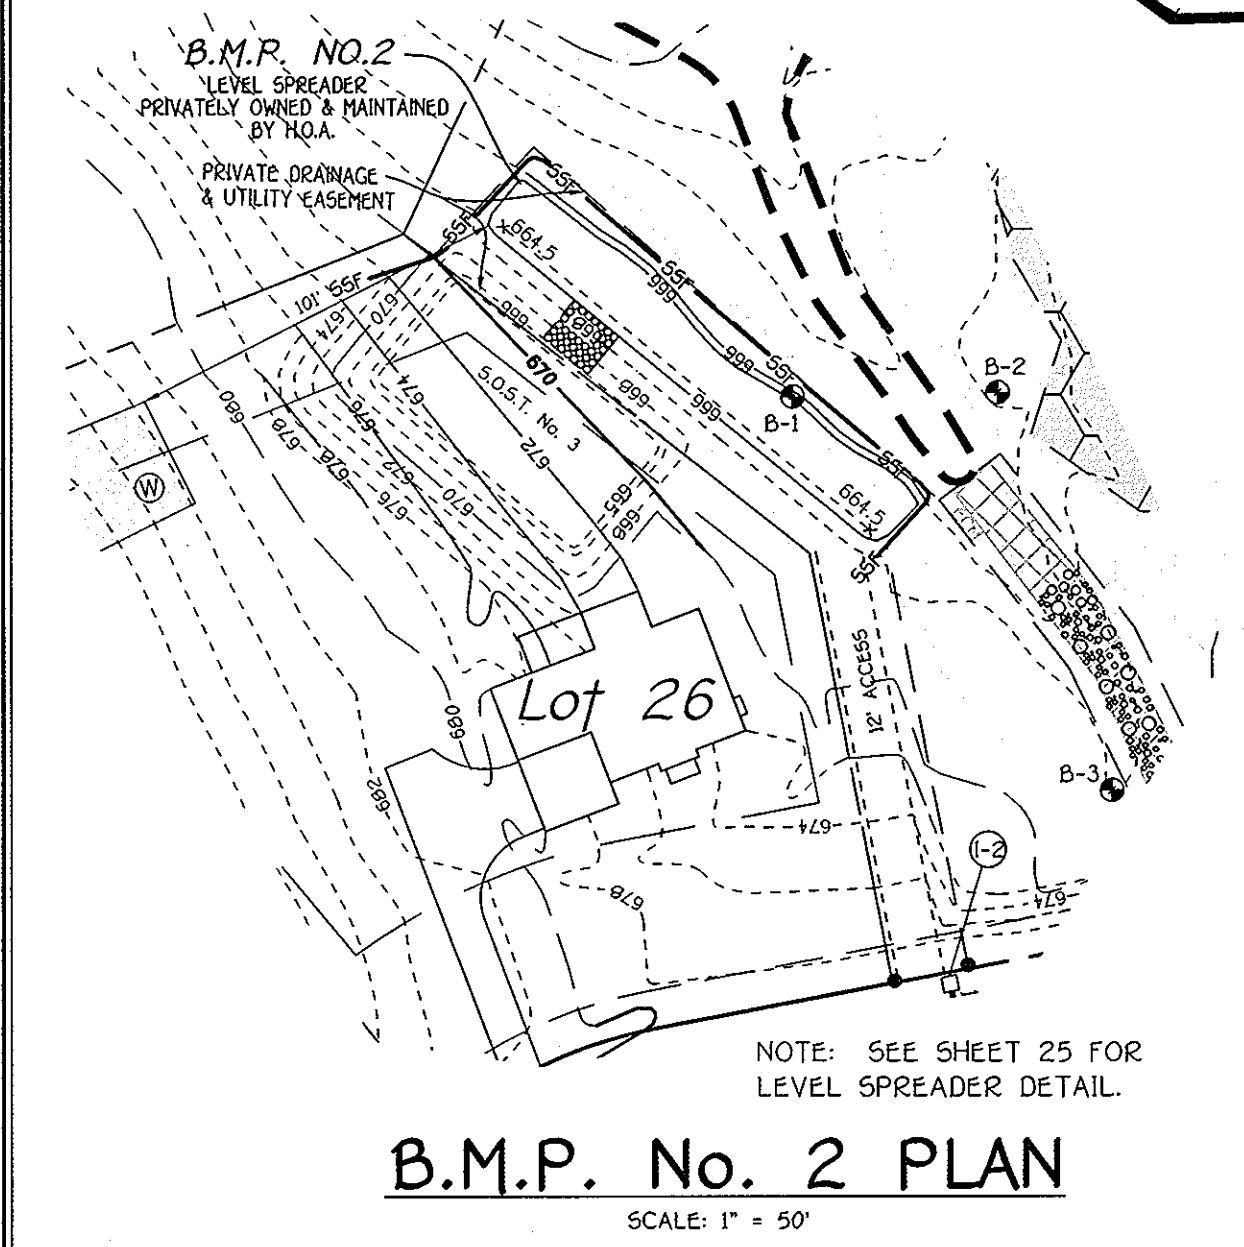 B.M.P. NO.2
LEVEL SPREADER
PRIVATELY OWNED & MAINTAINED
BY H.O.A.
PRIVATE DRAINAGE
& UTILITY EASEMENT
SSF
SSF
664.5
101' SSF
SSF
666
670
674
666
668
SSF
670
666
B-2
S.O.S.T. No. 3
674
668
666
B-1
680
678
676
678
672
672
670
676
SSF
664.5
665
668
SSF
W
12' ACCESS
Lot 26
680
682
B-3
674
I-2
678
674
NOTE: SEE SHEET 25 FOR
LEVEL SPREADER DETAIL.
B.M.P. No. 2 PLAN
SCALE: 1" = 50'